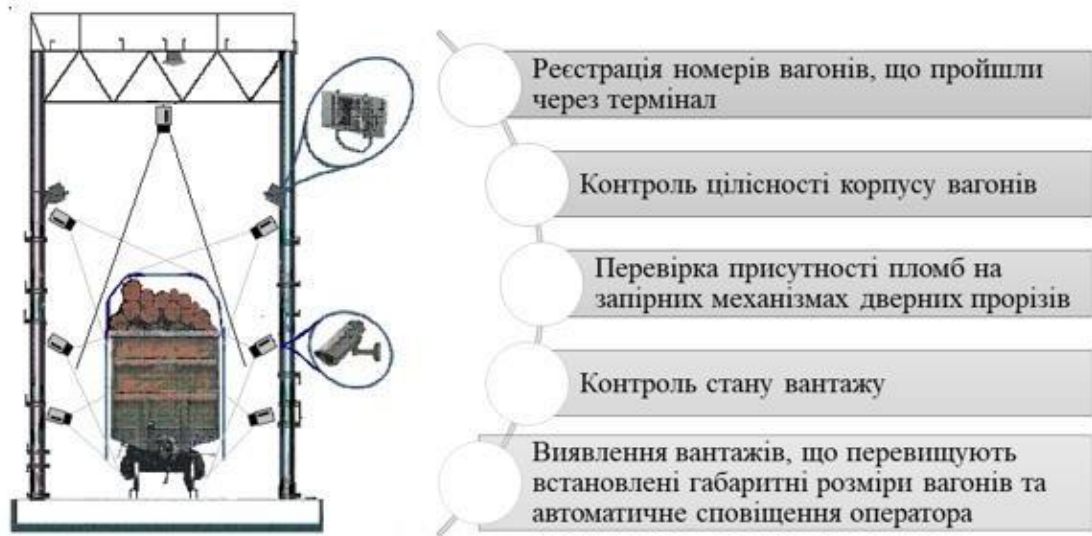 Реєстрація номерів вагонів, що пройшли
через термінал
Контроль цілісності корпусу вагонів
Перевірка присутності пломб на
запірних механізмах дверних прорізів
Контроль стану вантажу
Виявлення вантажів, що перевищують
встановлені габаритні розміри вагонів та
автоматичне сповіщення оператора